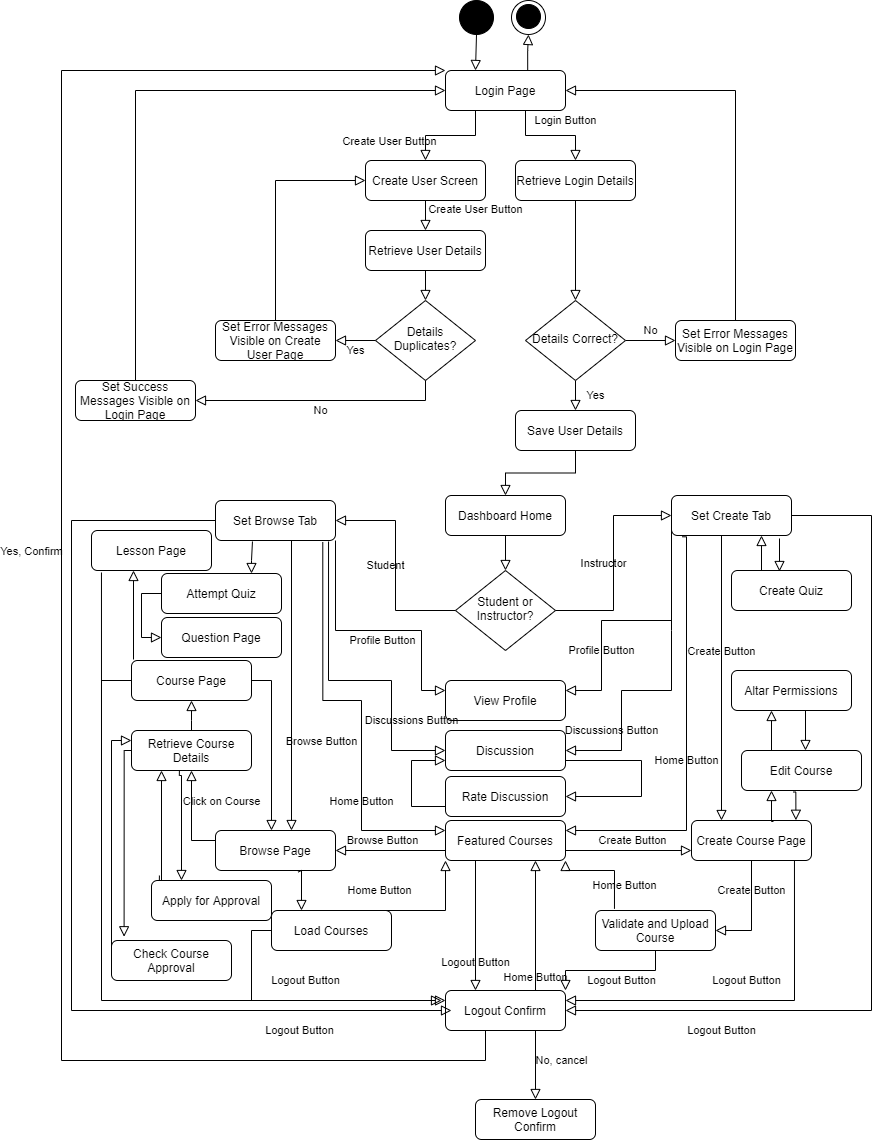 Login Page
Login Button
Create User Button
Create User Screen
Retrieve Login Details
Create User Button
Retrieve User Details
Set Error Messages
Visible on Create
User Page
Yes
Details
Duplicates?
Details Correct?
No
Set Error Messages
Visible on Login Page
Set Success
Messages Visible on
Login Page
No
Yes
Save User Details
Set Browse Tab
Dashboard Home
Set Create Tab
Yes, Confirm
Lesson Page
Student
Instructor
Attempt Quiz
Student or
Instructor?
Create Quiz
Question Page
Profile Button
Profile Button
Create Button
Course Page
View Profile
Altar Permissions
Discussions Button
Discussions Button
Retrieve Course
Details
Browse Button
Discussion
Home Button
Edit Course
Click on Course
Home Button
Rate Discussion
Browse Page
Browse Button
Featured Courses
Create Button
Create Course Page
Apply for Approval
Home Button
Home Button
Create Button
Load Courses
Validate and Upload
Course
Check Course
Approval
Logout Button
Logout Button
Home Button
Logout Button
Logout Button
Logout Confirm
Logout Button
Logout Button
No, cancel
Remove Logout
Confirm